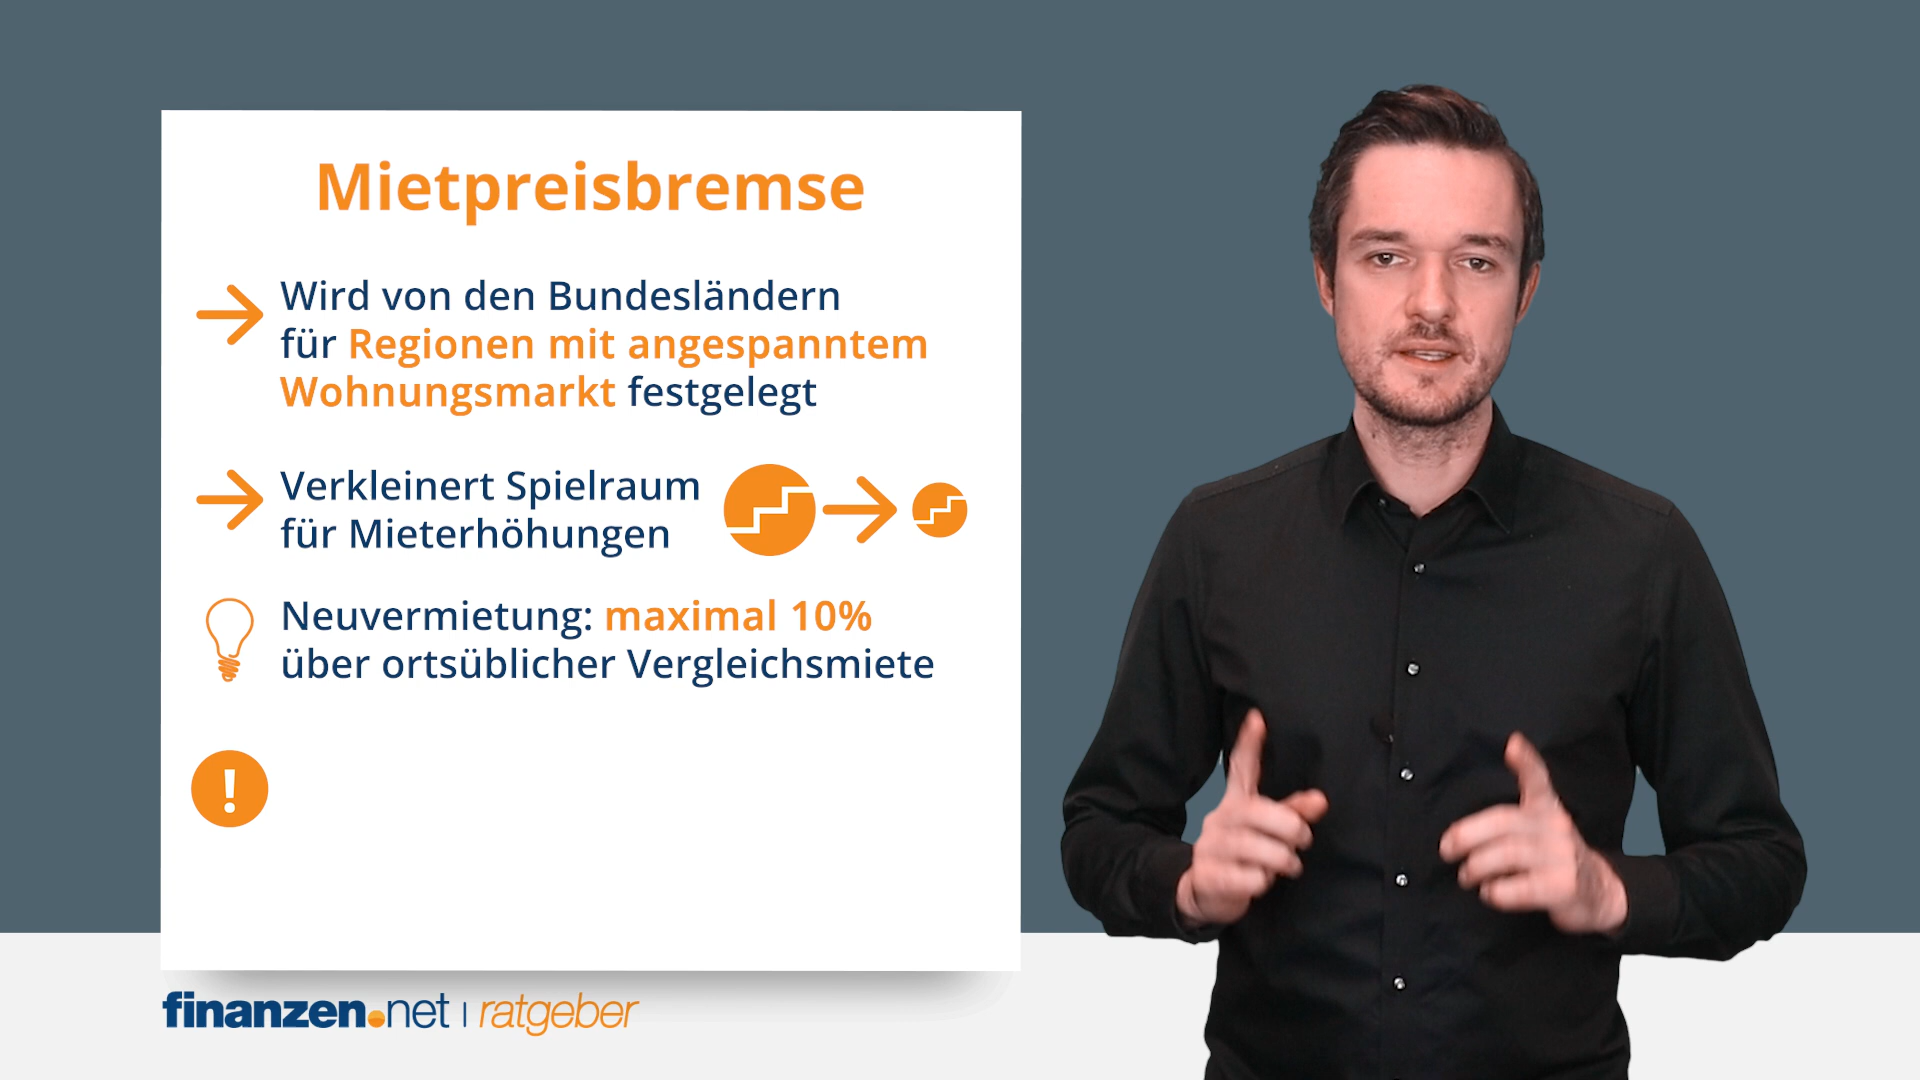 Mietpreisbremse
Wird von den Bundesländern
für Regionen mit angespanntem
Wohnungsmarkt festgelegt
Verkleinert Spielraum
für Mieterhöhungen
Neuvermietung: maximal 10%
über ortsüblicher Vergleichsmiete
!
finanzen.net | ratgeber